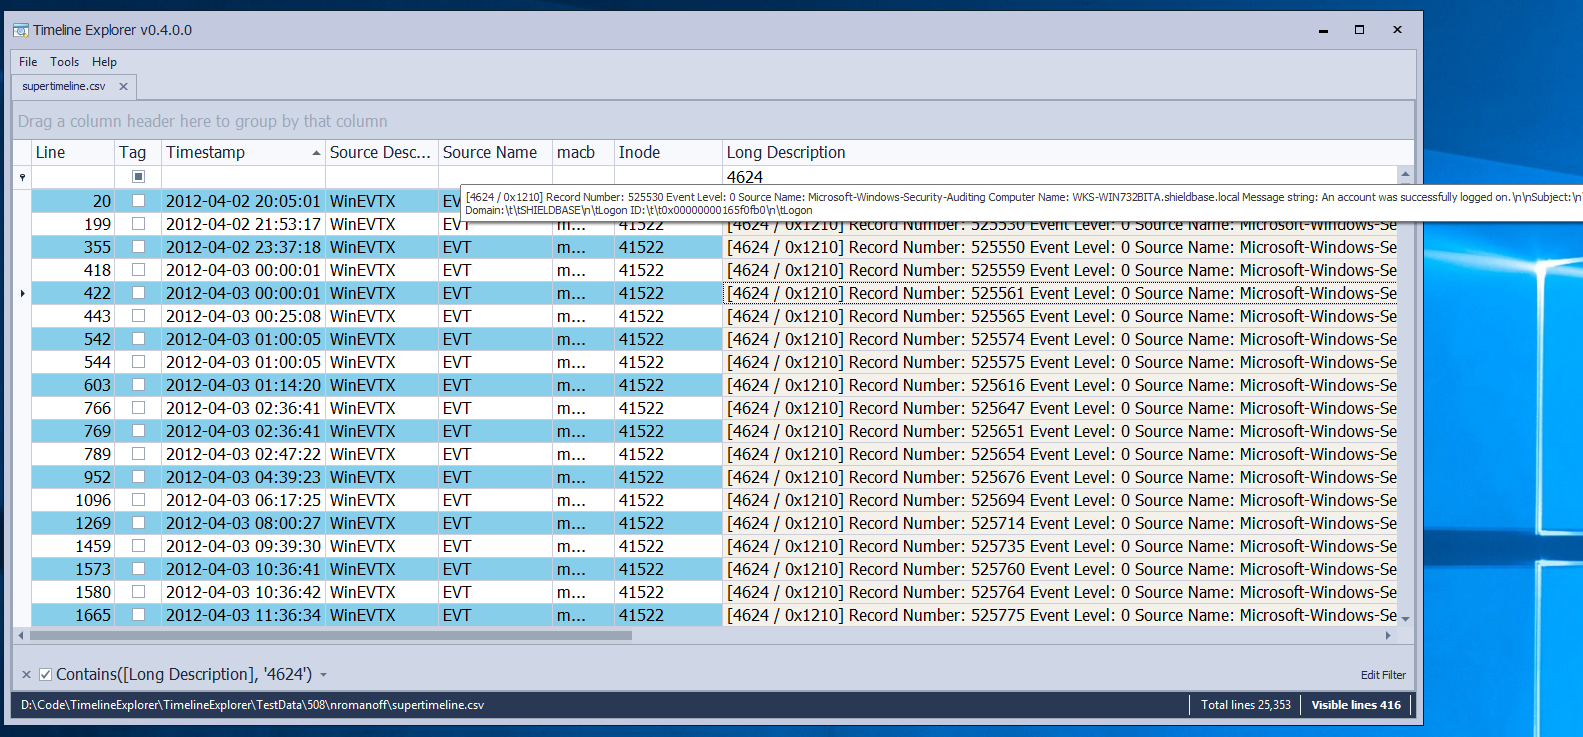 Timeline Explorer v0.4.0.0
File Tools Help
supertimeline.csv
Drag a column header here to group by that column
Line Tag Timestamp Source Desc... Source Name macb Inode Long Description
4624
[4624 / 0x1210] Record Number: 525530 Event Level: 0 Source Name: Microsoft-Windows-Security-Auditing Computer Name: WKS-WIN732BITA.shieldbase.local Message string: An account was successfully logged on.\n\nSubject:\n
Domain:\t\tSHIELDBASE\n\tLogon ID:\t\t0x00000000165f0fb0\n\tLogon
20 2012-04-02 20:05:01 WinEVTX
199 2012-04-02 21:53:17 WinEVTX EVT m... 41522 [4624 / 0x1210] Record Number: 525530 Event Level: 0 Source Name: Microsoft-Windows-Se
355 2012-04-02 23:37:18 WinEVTX EVT m... 41522 [4624 / 0x1210] Record Number: 525550 Event Level: 0 Source Name: Microsoft-Windows-Se
418 2012-04-03 00:00:01 WinEVTX EVT m... 41522 [4624 / 0x1210] Record Number: 525559 Event Level: 0 Source Name: Microsoft-Windows-Se
422 2012-04-03 00:00:01 WinEVTX EVT m... 41522 [4624 / 0x1210] Record Number: 525561 Event Level: 0 Source Name: Microsoft-Windows-Se
443 2012-04-03 00:25:08 WinEVTX EVT m... 41522 [4624 / 0x1210] Record Number: 525565 Event Level: 0 Source Name: Microsoft-Windows-Se
542 2012-04-03 01:00:05 WinEVTX EVT m... 41522 [4624 / 0x1210] Record Number: 525574 Event Level: 0 Source Name: Microsoft-Windows-Se
544 2012-04-03 01:00:05 WinEVTX EVT m... 41522 [4624 / 0x1210] Record Number: 525575 Event Level: 0 Source Name: Microsoft-Windows-Se
603 2012-04-03 01:14:20 WinEVTX EVT m... 41522 [4624 / 0x1210] Record Number: 525616 Event Level: 0 Source Name: Microsoft-Windows-Se
766 2012-04-03 02:36:41 WinEVTX EVT m... 41522 [4624 / 0x1210] Record Number: 525647 Event Level: 0 Source Name: Microsoft-Windows-Se
769 2012-04-03 02:36:41 WinEVTX EVT m... 41522 [4624 / 0x1210] Record Number: 525651 Event Level: 0 Source Name: Microsoft-Windows-Se
789 2012-04-03 02:47:22 WinEVTX EVT m... 41522 [4624 / 0x1210] Record Number: 525654 Event Level: 0 Source Name: Microsoft-Windows-Se
952 2012-04-03 04:39:23 WinEVTX EVT m... 41522 [4624 / 0x1210] Record Number: 525676 Event Level: 0 Source Name: Microsoft-Windows-Se
1096 2012-04-03 06:17:25 WinEVTX EVT m... 41522 [4624 / 0x1210] Record Number: 525694 Event Level: 0 Source Name: Microsoft-Windows-Se
1269 2012-04-03 08:00:27 WinEVTX EVT m... 41522 [4624 / 0x1210] Record Number: 525714 Event Level: 0 Source Name: Microsoft-Windows-Se
1459 2012-04-03 09:39:30 WinEVTX EVT m... 41522 [4624 / 0x1210] Record Number: 525735 Event Level: 0 Source Name: Microsoft-Windows-Se
1573 2012-04-03 10:36:41 WinEVTX EVT m... 41522 [4624 / 0x1210] Record Number: 525760 Event Level: 0 Source Name: Microsoft-Windows-Se
1580 2012-04-03 10:36:42 WinEVTX EVT m... 41522 [4624 / 0x1210] Record Number: 525764 Event Level: 0 Source Name: Microsoft-Windows-Se
1665 2012-04-03 11:36:34 WinEVTX EVT m... 41522 [4624 / 0x1210] Record Number: 525775 Event Level: 0 Source Name: Microsoft-Windows-Se
Contains([Long Description], '4624') Edit Filter
D:\Code\TimelineExplorer\TimelineExplorer\TestData\508\nromanoff\supertimeline.csv Total lines 25,353 Visible lines 416